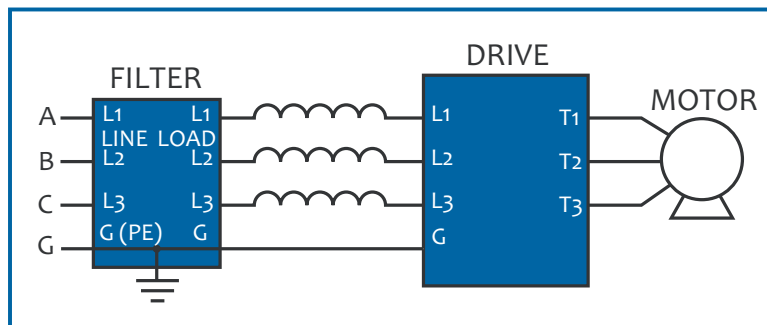 FILTER
DRIVE
MOTOR
A
L1
L1
L1
T1
LINE
LOAD
B
L2
L2
L2
T2
C
L3
L3
L3
T3
G
G (PE)
G
G